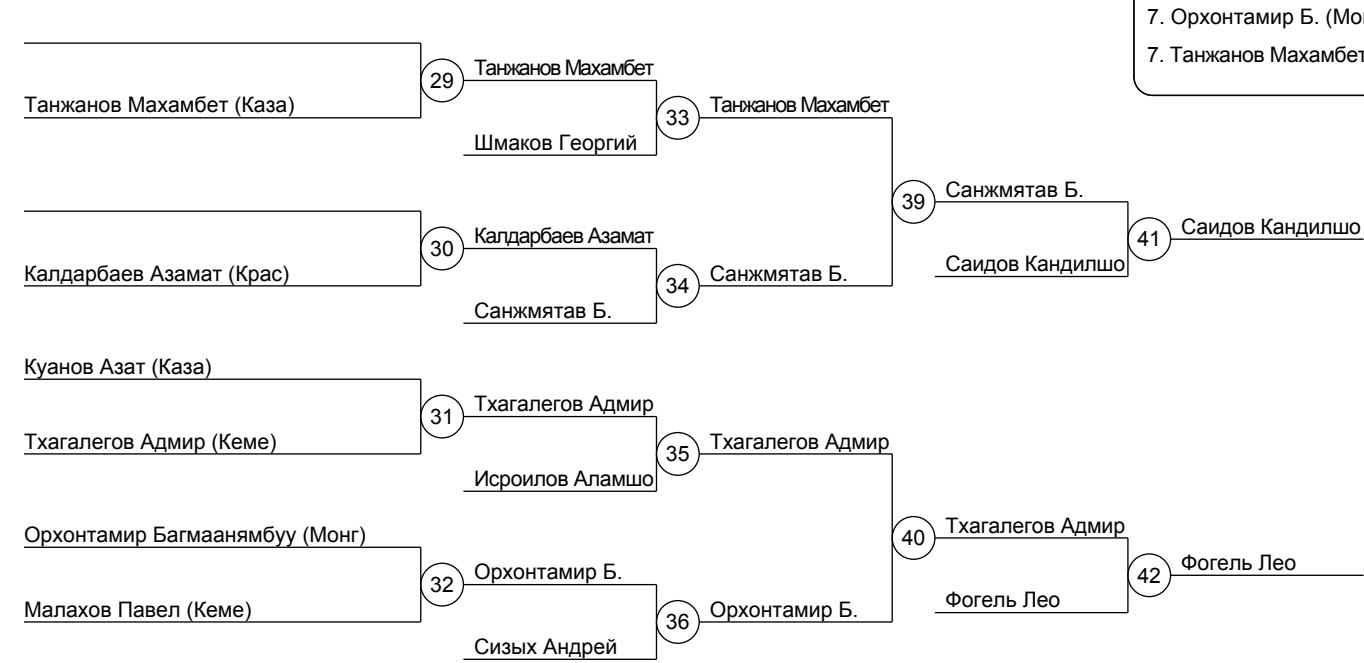 7. Орхонтамир Б.
7. Танжанов Махамбет
29
Танжанов Махамбет
Танжанов Махамбет (Каза)
33
Танжанов Махамбет
Шмаков Георгий
39
Санжмятав Б.
30
Калдарбаев Азамат
41
Саидов Кандилшо
Калдарбаев Азамат (Крас)
34
Санжмятав Б.
Саидов Кандилшо
Санжмятав Б.
Куанов Азат (Каза)
31
Тхагалегов Адмир
Тхагалегов Адмир (Кеме)
35
Тхагалегов Адмир
Исроилов Аламшо
Орхонтамир Багмаанямбуу (Монг)
40
Тхагалегов Адмир
32
Орхонтамир Б.
42
Фогель Лео
Малахов Павел (Кеме)
36
Орхонтамир Б.
Фогель Лео
Сизых Андрей